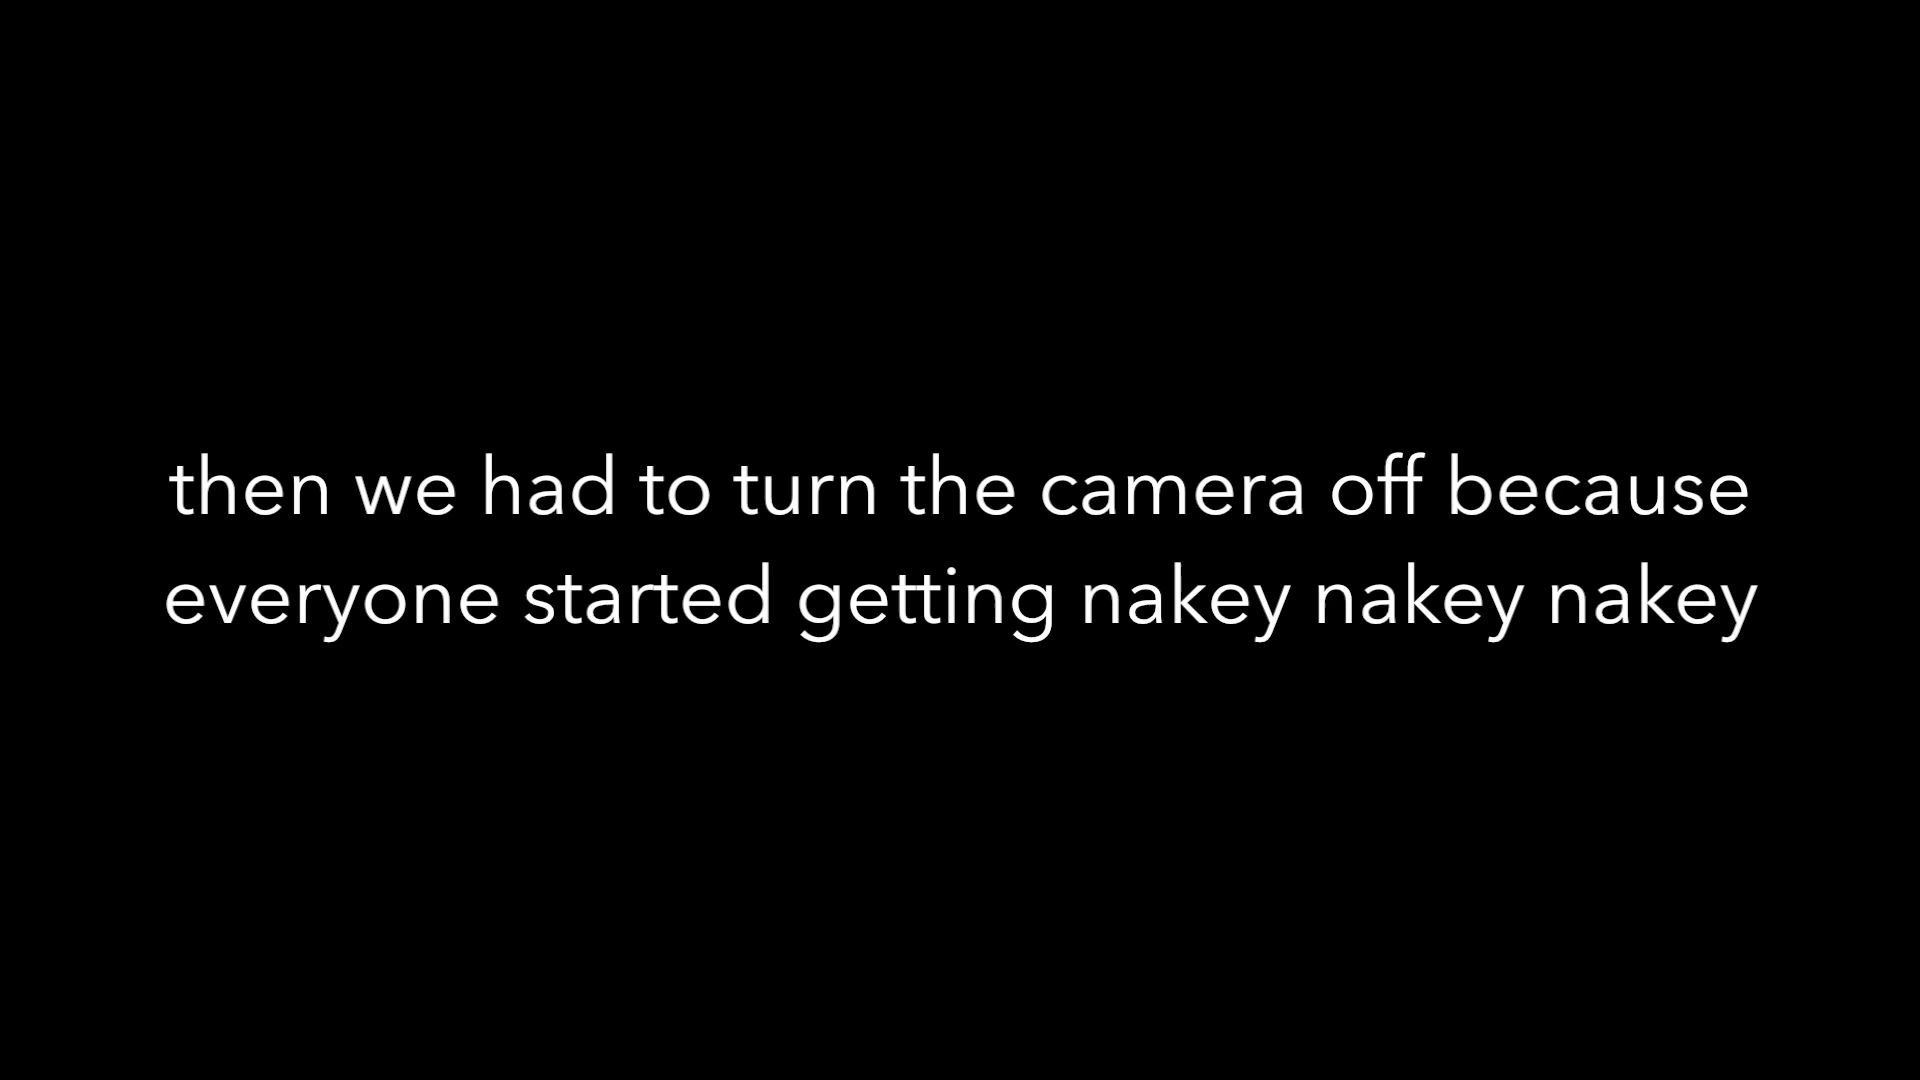 then we had to turn the camera off because
everyone started getting nakey nakey nakey